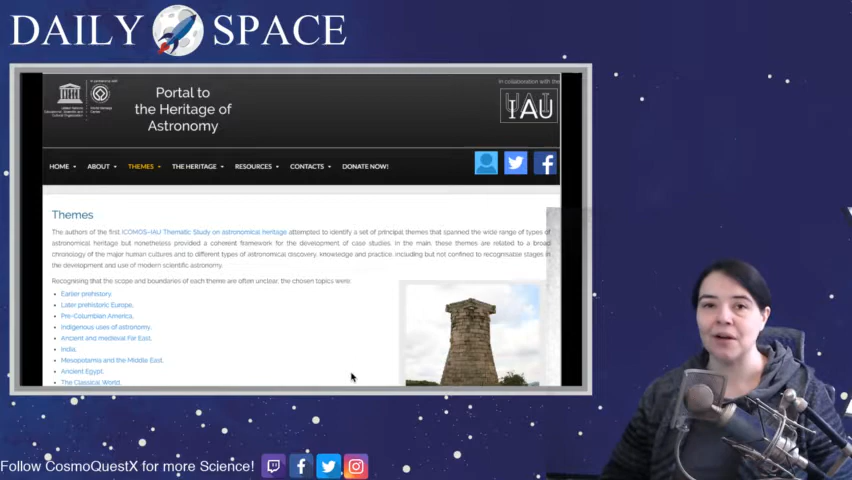 DAILY SPACE
In partnership with
Portal to
the Heritage of
Astronomy
In collaboration with the
IAU
HOME ABOUT THEMES THE HERITAGE RESOURCES CONTACTS DONATE NOW!
Themes
The authors of the first ICOMOS–IAU Thematic Study on astronomical heritage attempted to identify a set of principal themes that spanned the wide range of types of
astronomical heritage but nonetheless provided a coherent framework for the development of case studies. In the main, these themes are related to a broad
chronology of the major human cultures and to different types of astronomical discovery, knowledge and practice, including but not confined to recognisable stages in
the development and use of modern scientific astronomy.
Recognising that the scope and boundaries of each theme are often unclear, the chosen topics were:
Earlier prehistory,
Later prehistoric Europe,
Pre-Columbian America,
Indigenous uses of astronomy,
Ancient and medieval Far East,
India,
Mesopotamia and the Middle East,
Ancient Egypt,
The Classical World,
Follow CosmoQuestX for more Science!